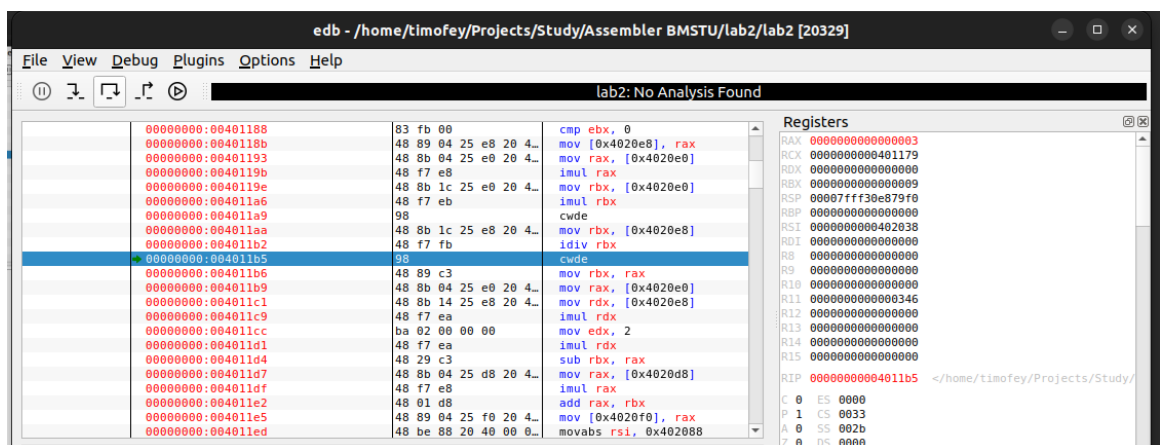 edb - /home/timofey/Projects/Study/Assembler BMSTU/lab2/lab2 [20329]
File View Debug Plugins Options Help
lab2: No Analysis Found
00000000:00401188 83 fb 00 cmp ebx, 0
00000000:0040118b 48 89 04 25 e8 20 4… mov [0x4020e8], rax
00000000:00401193 48 8b 04 25 e0 20 4… mov rax, [0x4020e0]
00000000:0040119b 48 f7 e8 imul rax
00000000:0040119e 48 8b 1c 25 e0 20 4… mov rbx, [0x4020e0]
00000000:004011a6 48 f7 eb imul rbx
00000000:004011a9 98 cwde
00000000:004011aa 48 8b 1c 25 e8 20 4… mov rbx, [0x4020e8]
00000000:004011b2 48 f7 fb idiv rbx
00000000:004011b5 98 cwde
00000000:004011b6 48 89 c3 mov rbx, rax
00000000:004011b9 48 8b 04 25 e0 20 4… mov rax, [0x4020e0]
00000000:004011c1 48 8b 14 25 e8 20 4… mov rdx, [0x4020e8]
00000000:004011c9 48 f7 ea imul rdx
00000000:004011cc ba 02 00 00 00 mov edx, 2
00000000:004011d1 48 f7 ea imul rdx
00000000:004011d4 48 29 c3 sub rbx, rax
00000000:004011d7 48 8b 04 25 d8 20 4… mov rax, [0x4020d8]
00000000:004011df 48 f7 e8 imul rax
00000000:004011e2 48 01 d8 add rax, rbx
00000000:004011e5 48 89 04 25 f0 20 4… mov [0x4020f0], rax
00000000:004011ed 48 be 88 20 40 00 0… movabs rsi, 0x402088
Registers
RAX 0000000000000003
RCX 0000000000401179
RDX 0000000000000000
RBX 0000000000000009
RSP 00007fff30e879f0
RBP 0000000000000000
RSI 0000000000402038
RDI 0000000000000000
R8 0000000000000000
R9 0000000000000000
R10 0000000000000000
R11 0000000000000346
R12 0000000000000000
R13 0000000000000000
R14 0000000000000000
R15 0000000000000000
RIP 00000000004011b5 </home/timofey/Projects/Study/
C 0 ES 0000
P 1 CS 0033
A 0 SS 002b
Z 0 DS 0000